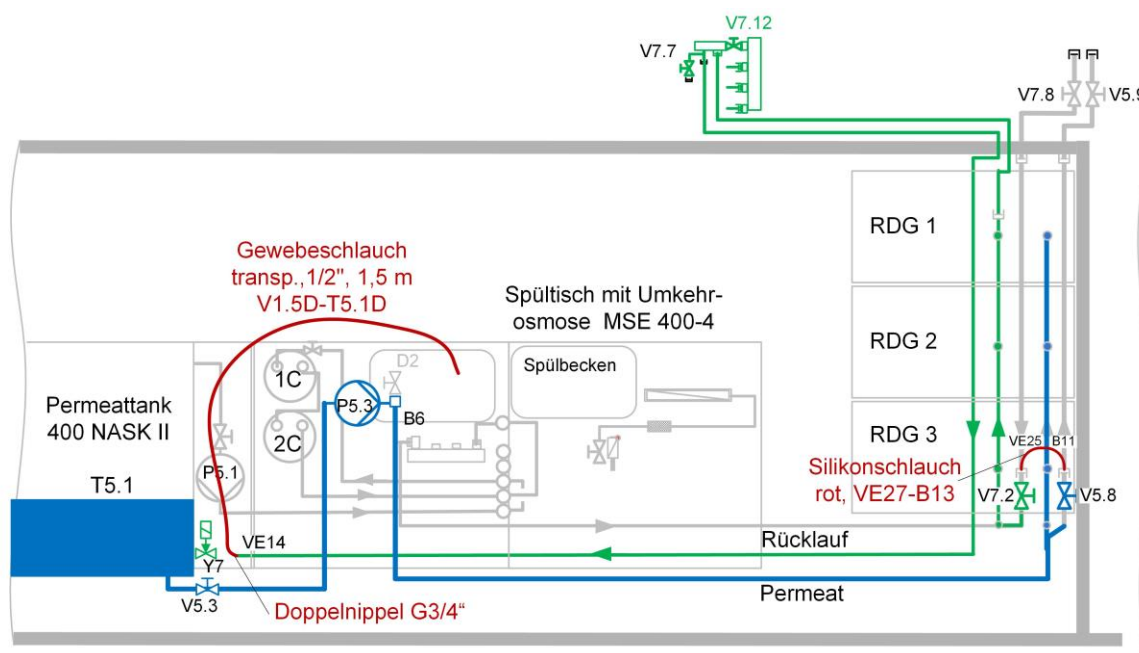 V7.12
V7.7
V7.8
V5.9
RDG 1
Gewebeschlauch
transp.,1/2", 1,5 m
V1.5D-T5.1D
Spültisch mit Umkehr-
osmose MSE 400-4
RDG 2
D2
Spülbecken
1C
P5.3
B6
Permeattank
400 NASK II
2C
RDG 3
VE25
B11
P5.1
Silikonschlauch
rot, VE27-B13
T5.1
V7.2
V5.8
VE14
Rücklauf
Y7
V5.3
Doppelnippel G3/4“
Permeat